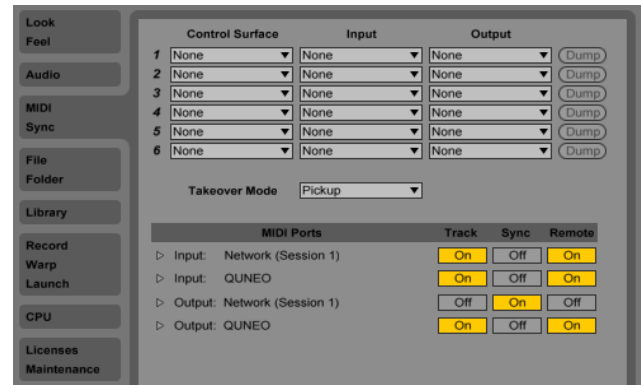 Look
Feel
Audio
MIDI
Sync
File
Folder
Library
Record
Warp
Launch
CPU
Licenses
Maintenance
Control Surface Input Output
1 None None None Dump
2 None None None Dump
3 None None None Dump
4 None None None Dump
5 None None None Dump
6 None None None Dump
Takeover Mode Pickup
MIDI Ports Track Sync Remote
Input: Network (Session 1) On Off On
Input: QUNEO On Off On
Output: Network (Session 1) Off On Off
Output: QUNEO On Off On